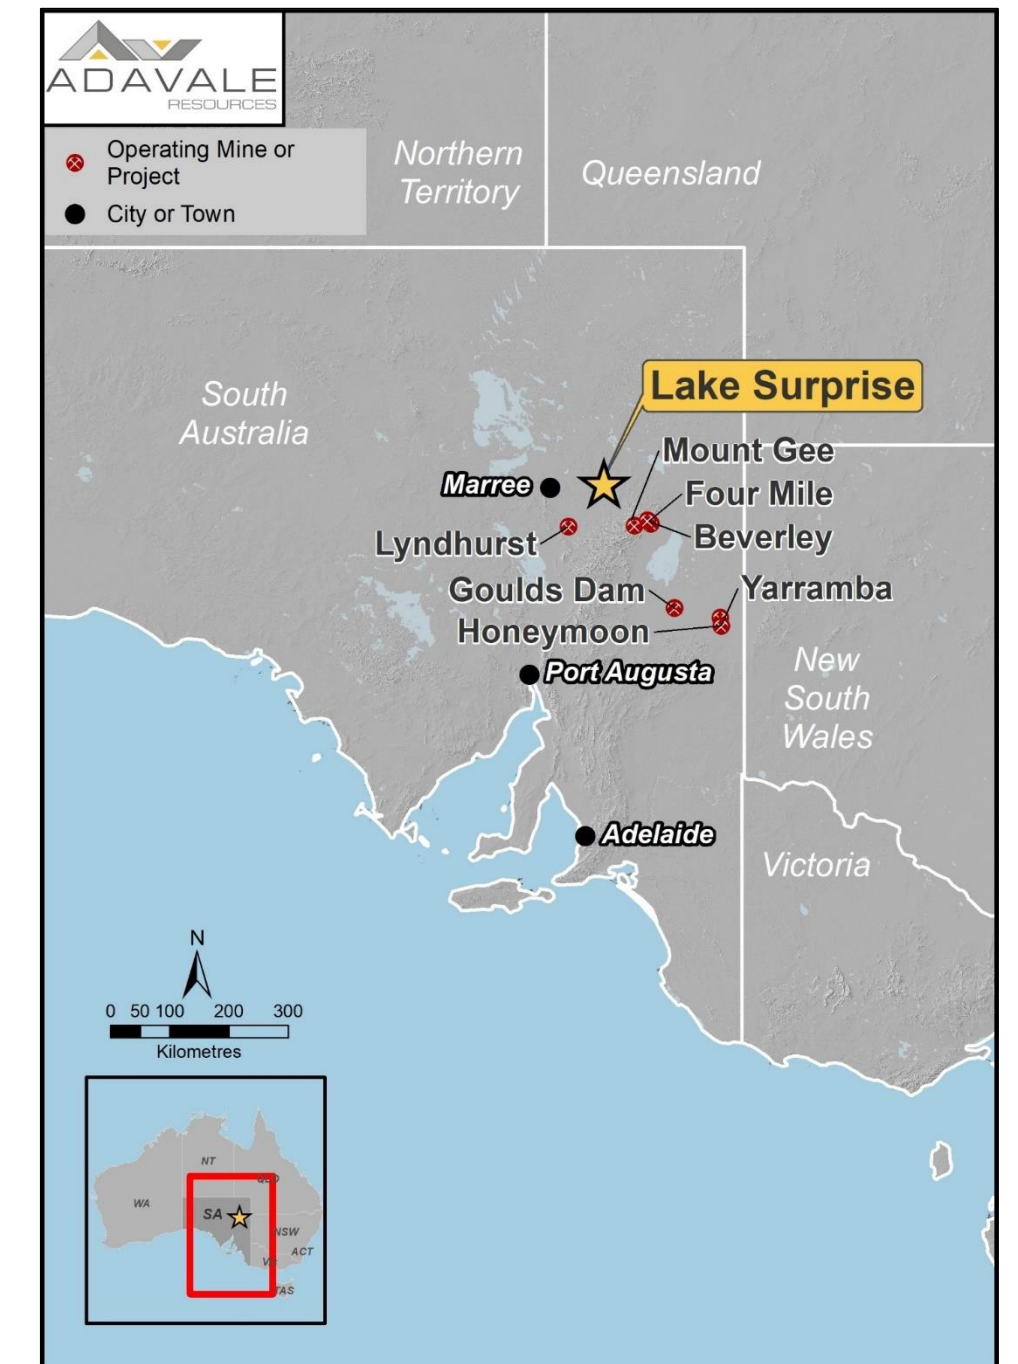 ADAVALE
RESOURCES
Operating Mine or
Project
City or Town
Northern
Territory
Queensland
South
Australia
Lake Surprise
Mount Gee
Marree
Four Mile
Lyndhurst
Beverley
Goulds Dam
Yarramba
Honeymoon
New
South
Wales
Port Augusta
Adelaide
Victoria
N
0 50 100 200 300
Kilometres
NT
QLD
WA
SA
NSW
ACT
VIC
TAS